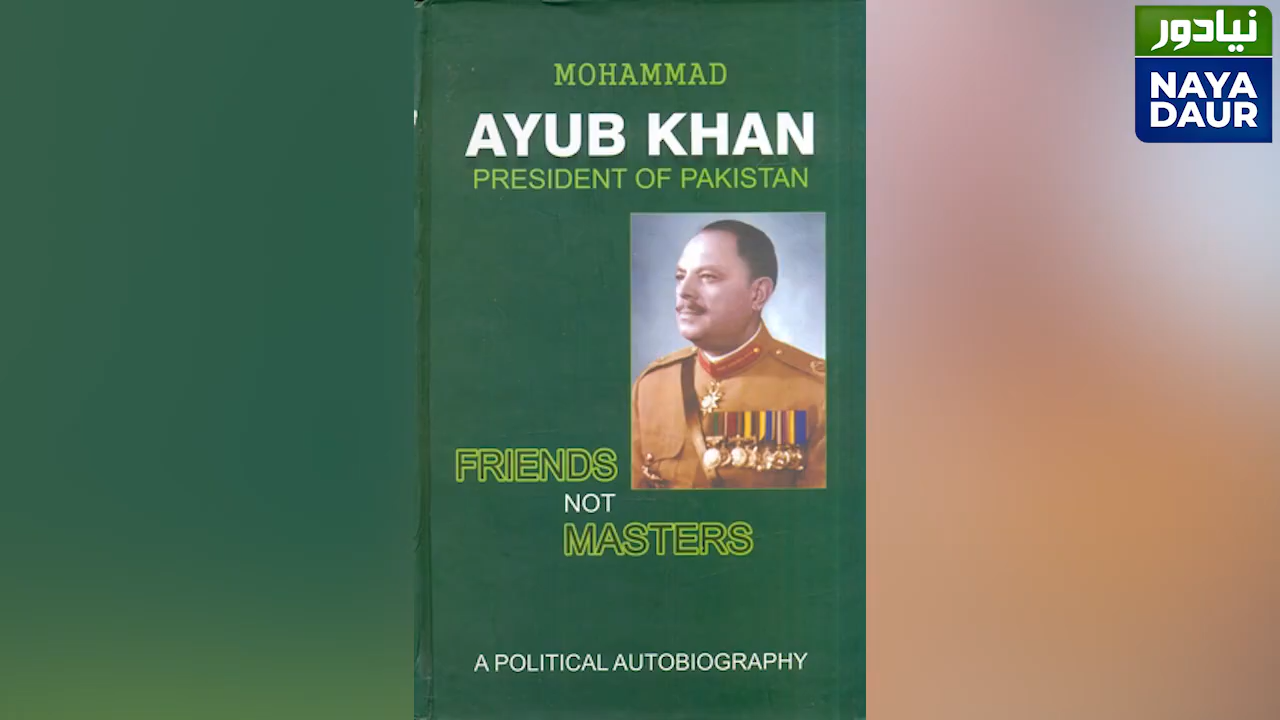 MOHAMMAD
AYUB KHAN
PRESIDENT OF PAKISTAN
FRIENDS
NOT
MASTERS
A POLITICAL AUTOBIOGRAPHY
نیادور
NAYA
DAUR